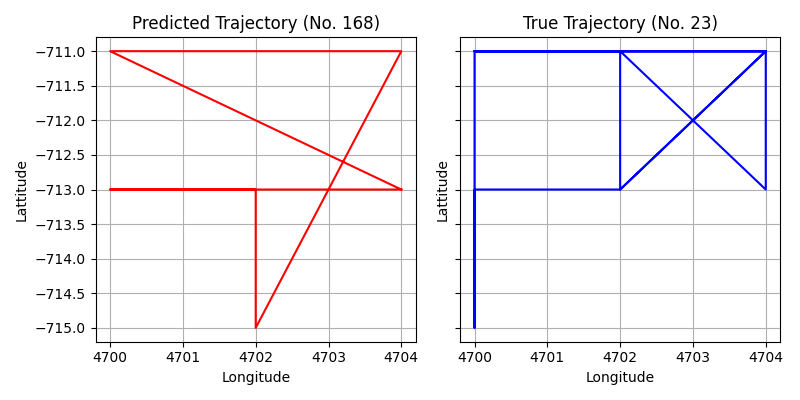 Predicted Trajectory (No. 168)
True Trajectory (No. 23)
−711.0
−711.5
−712.0
−712.5
−713.0
−713.5
−714.0
−714.5
−715.0
Lattitude
Lattitude
4700 4701 4702 4703 4704
4700 4701 4702 4703 4704
Longitude
Longitude